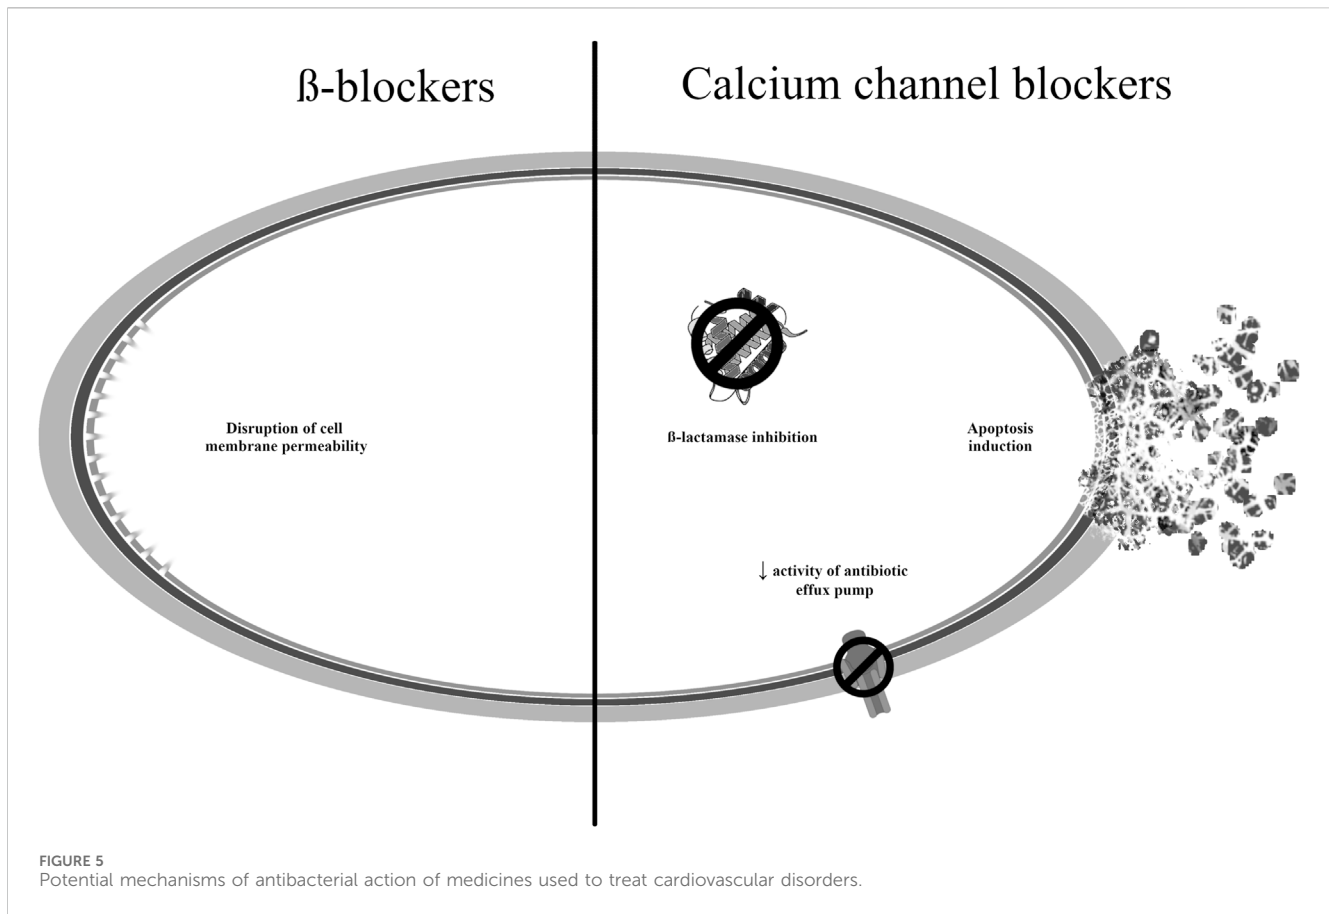 ß-blockers
Calcium channel blockers
Disruption of cell
membrane permeability
ß-lactamase inhibition
Apoptosis
induction
↓ activity of antibiotic
effux pump
FIGURE 5
Potential mechanisms of antibacterial action of medicines used to treat cardiovascular disorders.